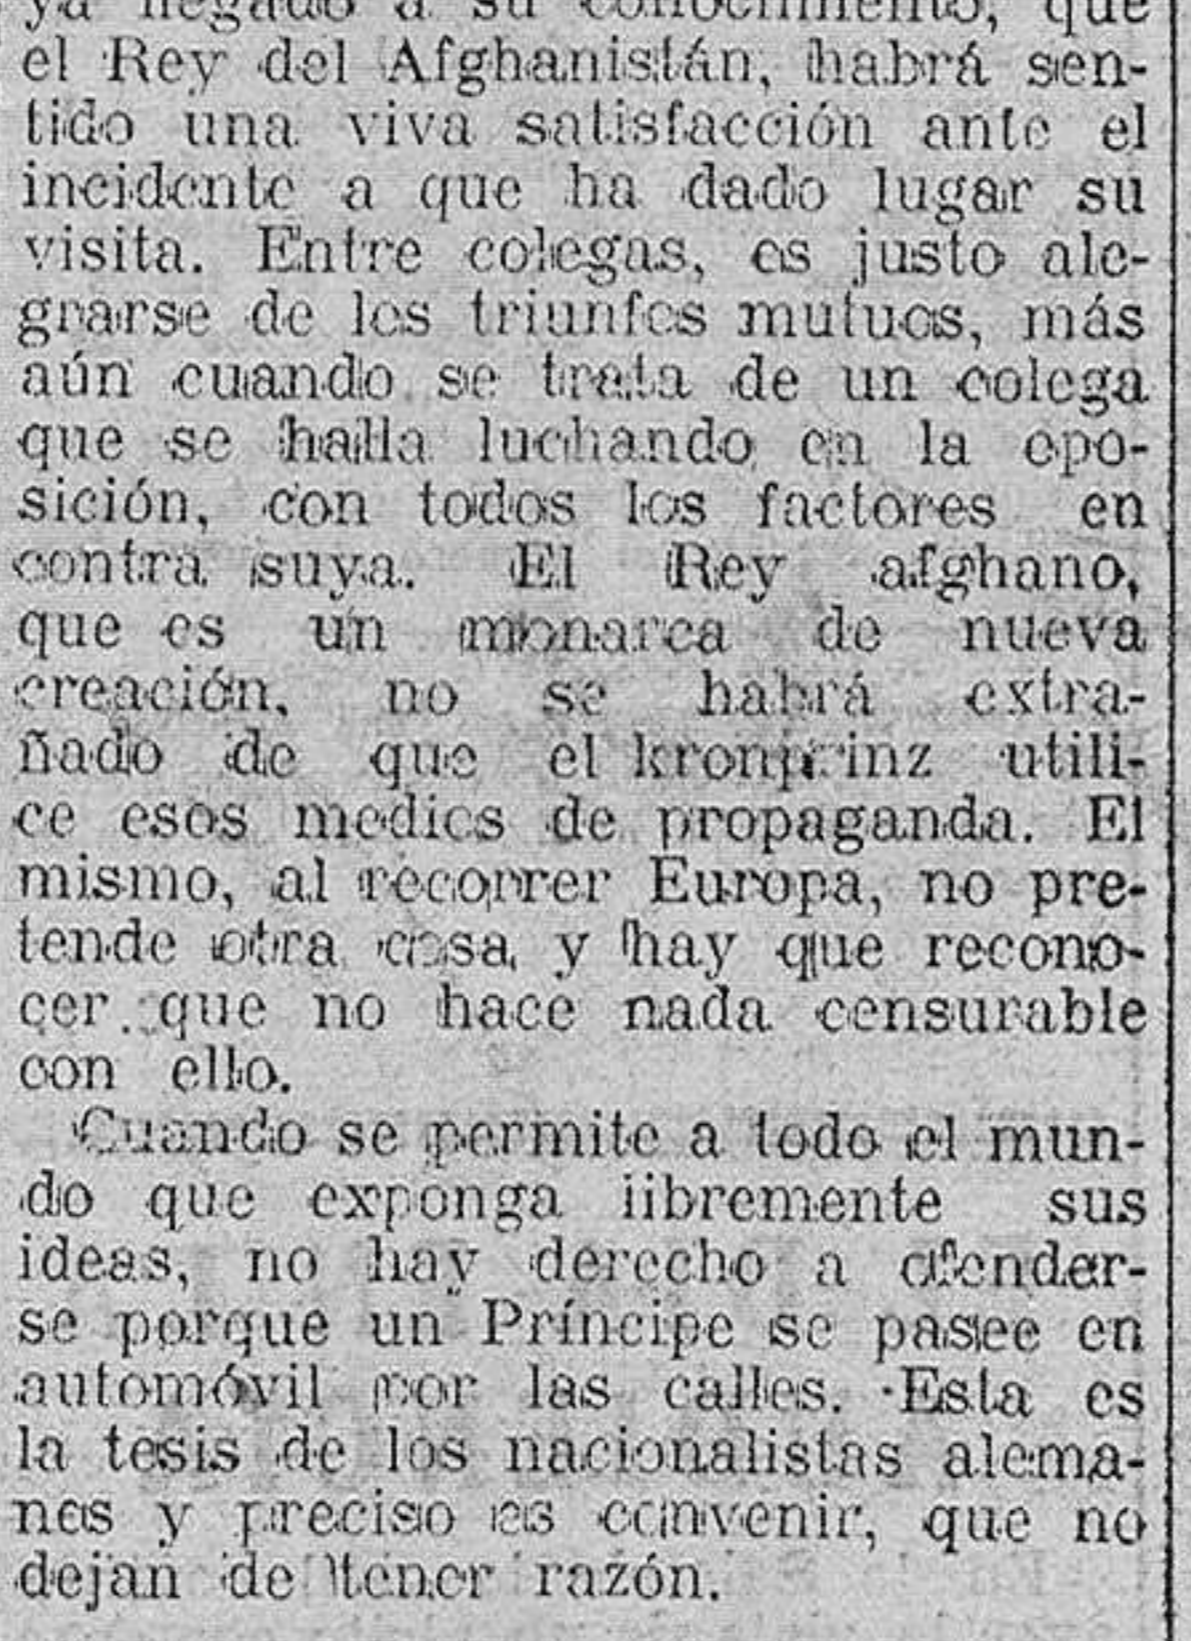 ya llegado a su conocimiento, que
el Rey del Afghanistán, habrá sen-
tido una viva satisfacción ante el
incidente a que ha dado lugar su
visita. Entre colegas, es justo ale-
grarse de los triunfos mutuos, más
aún cuando se trata de un colega
que se halla luchando en la opo-
sición, con todos los factores en
contra suya. El Rey afghano,
que es un monarca de nueva
creación, no se habrá extra-
ñado de que el kronprinz utili-
ce esos medios de propaganda. El
mismo, al recorrer Europa, no pre-
tende otra cosa y hay que recono-
cer que no hace nada censurable
con ello.
Cuando se permite a todo el mun-
do que exponga iibremente sus
ideas, no hay derecho a ofender-
se porque un Príncipe se pasee en
automóvil por las calles. Esta es
la tesis de los nacionalistas alema-
nes y preciso es convenir, que no
dejan de tener razón.